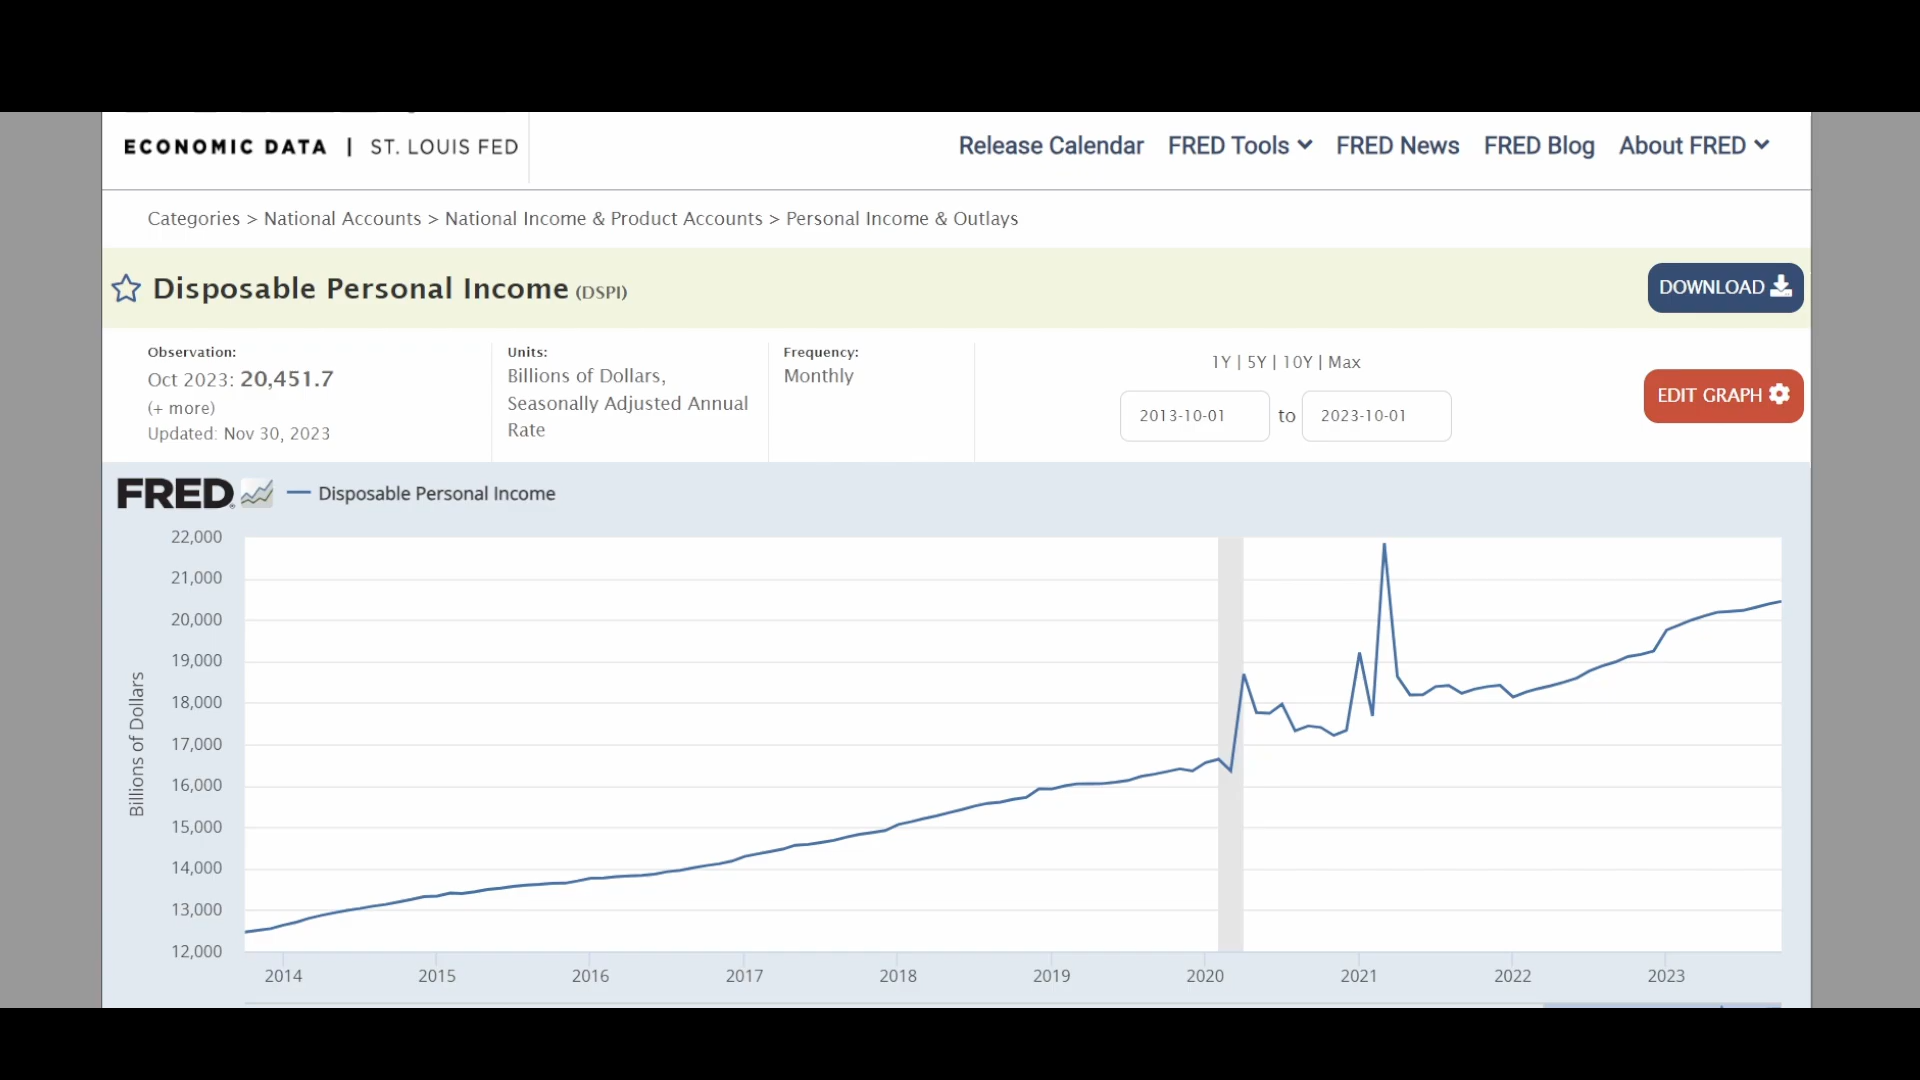 ECONOMIC DATA | ST. LOUIS FED
Release Calendar FRED Tools FRED News FRED Blog About FRED
Categories > National Accounts > National Income & Product Accounts > Personal Income & Outlays
Disposable Personal Income (DSPI)
DOWNLOAD
Observation:
Oct 2023: 20,451.7
(+ more)
Updated: Nov 30, 2023
Units:
Billions of Dollars,
Seasonally Adjusted Annual
Rate
Frequency:
Monthly
1Y | 5Y | 10Y | Max
2013-10-01 to 2023-10-01
EDIT GRAPH
FRED Disposable Personal Income
22,000
21,000
20,000
19,000
18,000
17,000
16,000
15,000
14,000
13,000
12,000
Billions of Dollars
2014 2015 2016 2017 2018 2019 2020 2021 2022 2023